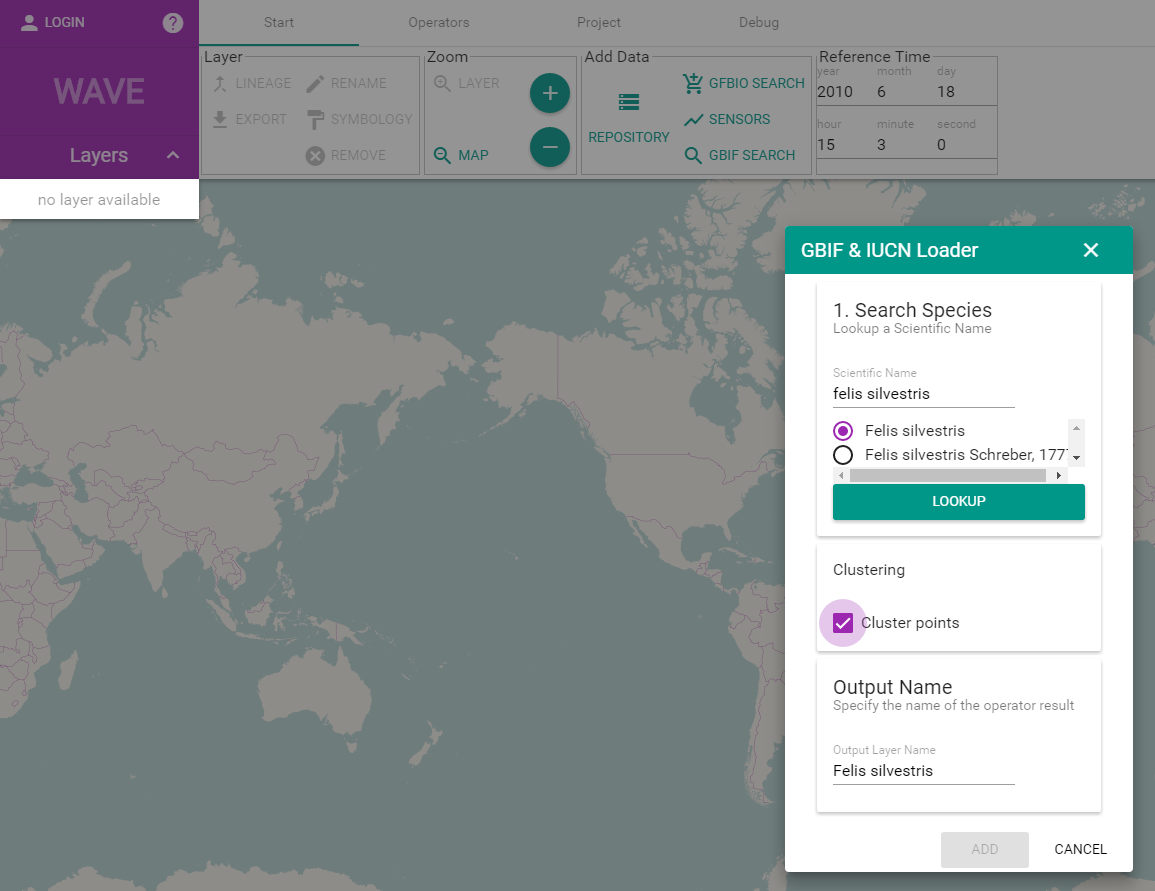 LOGIN
?
WAVE
Layers
no layer available
Start
Operators
Project
Debug
Layer
LINEAGE
RENAME
EXPORT
SYMBOLOGY
REMOVE
Zoom
LAYER
MAP
Add Data
REPOSITORY
GFBIO SEARCH
SENSORS
GBIF SEARCH
Reference Time
year month day
2010 6 18
hour minute second
15 3 0
GBIF & IUCN Loader
1. Search Species
Lookup a Scientific Name
Scientific Name
felis silvestris
Felis silvestris
Felis silvestris Schreber, 1777
LOOKUP
Clustering
Cluster points
Output Name
Specify the name of the operator result
Output Layer Name
Felis silvestris
ADD
CANCEL